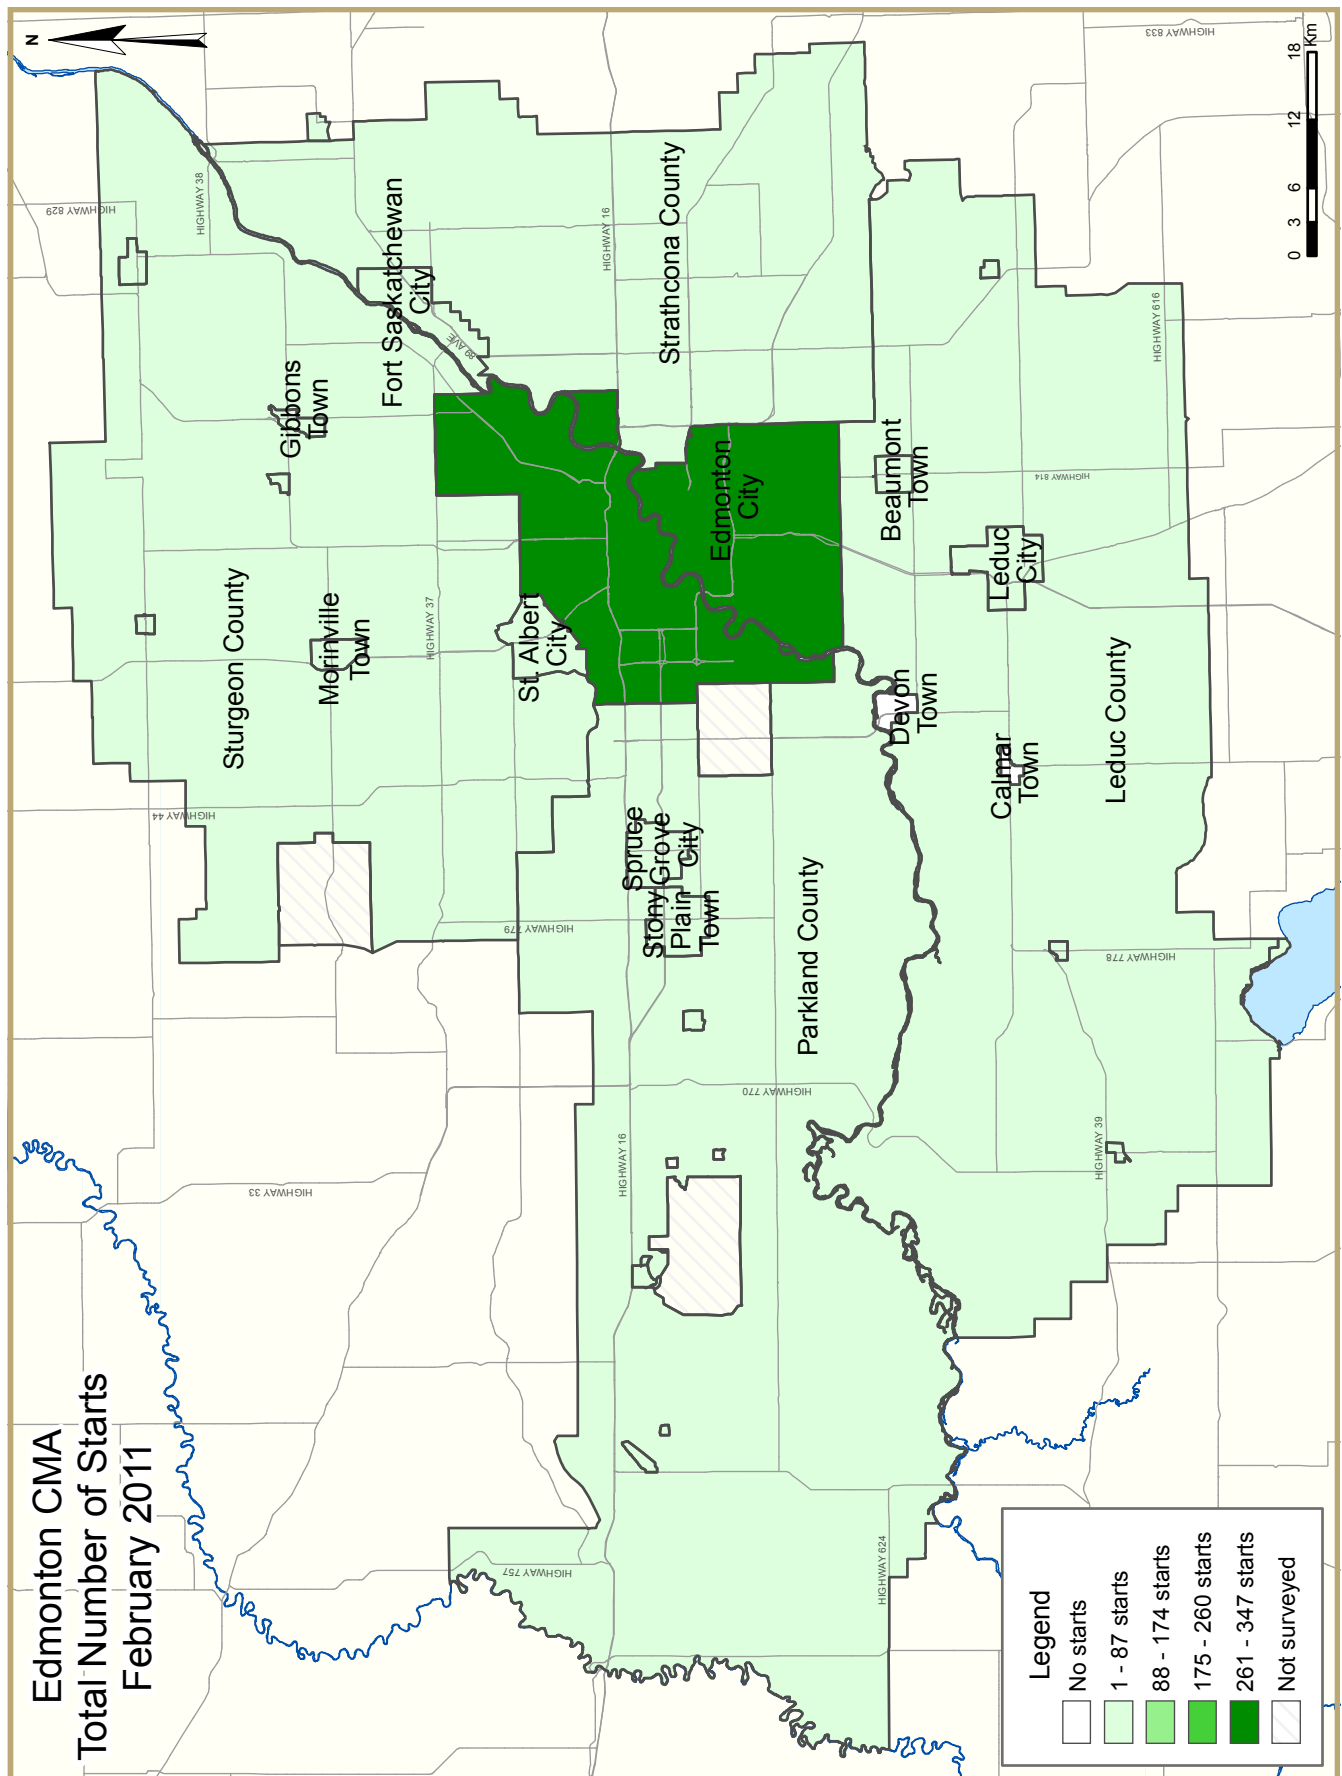 Edmonton CMA
Total Number of Starts
February 2011
N
HIGHWAY 829
HIGHWAY 38
HIGHWAY 833
Gibbons
Town
Fort Saskatchewan
City
89 AVE
Sturgeon County
Morinville
Town
HIGHWAY 44
HIGHWAY 37
HIGHWAY 779
St. Albert
City
HIGHWAY 16
Strathcona County
Edmonton
City
Spruce
Grove
City
Stony
Plain
Town
Parkland County
HIGHWAY 770
HIGHWAY 33
HIGHWAY 16
HIGHWAY 757
HIGHWAY 624
Beaumont
Town
HIGHWAY 814
Leduc
City
Devon
Town
Calmar
Town
Leduc County
HIGHWAY 616
HIGHWAY 778
HIGHWAY 39
Legend
No starts
1 - 87 starts
88 - 174 starts
175 - 260 starts
261 - 347 starts
Not surveyed
0 3 6 12 18
Km